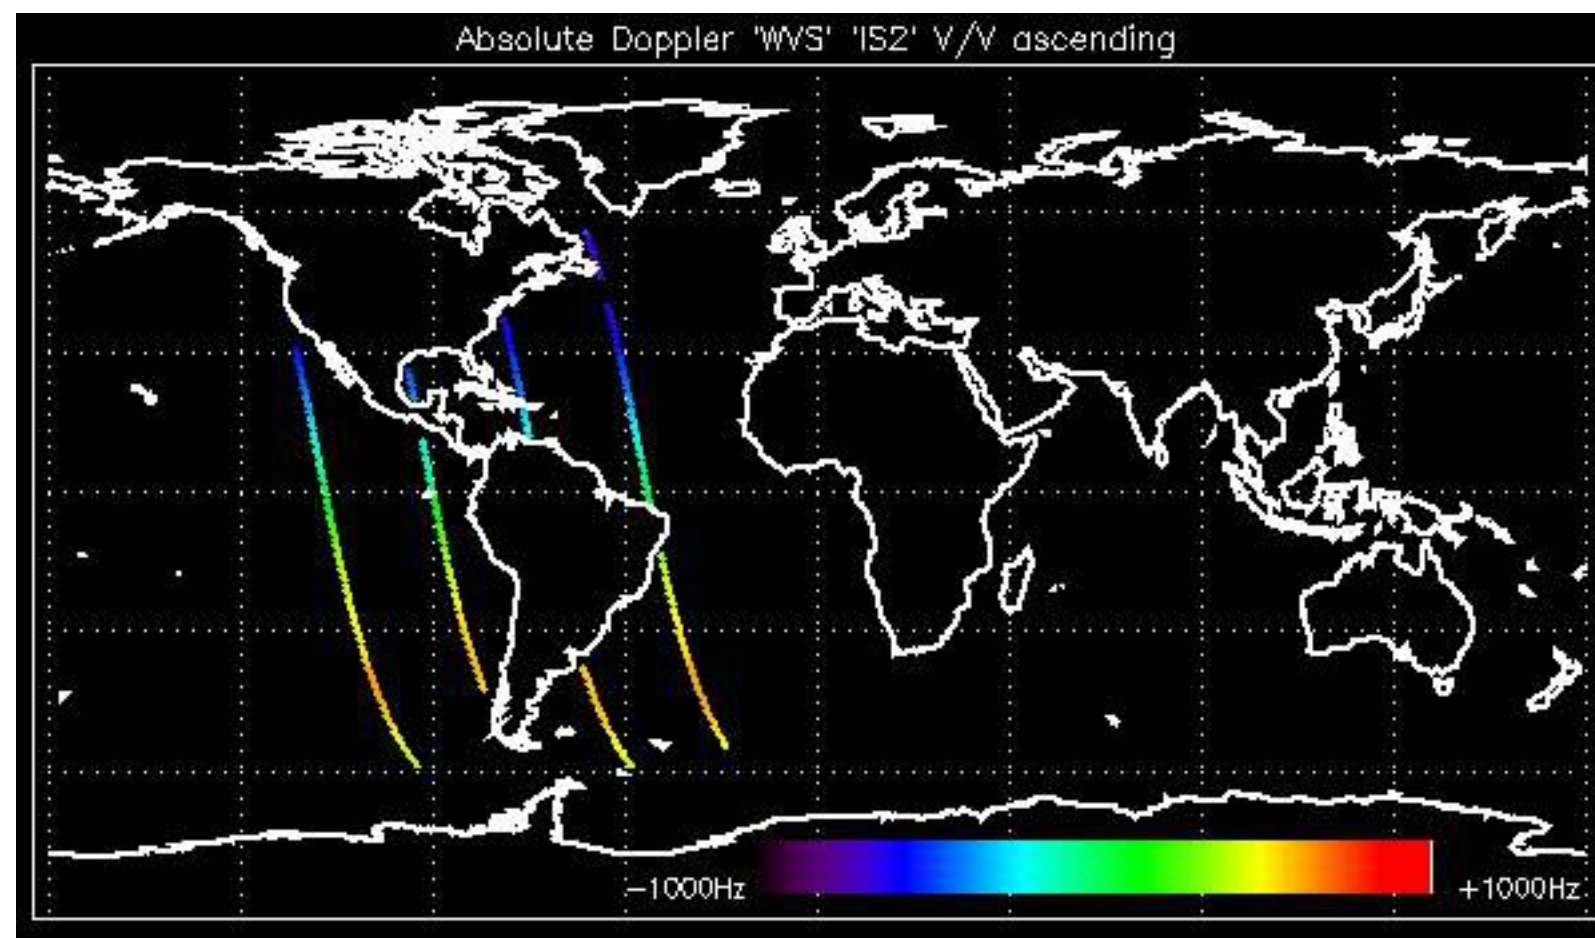 Absolute Doppler 'WVS' 'IS2' V/V ascending
−1000Hz +1000Hz